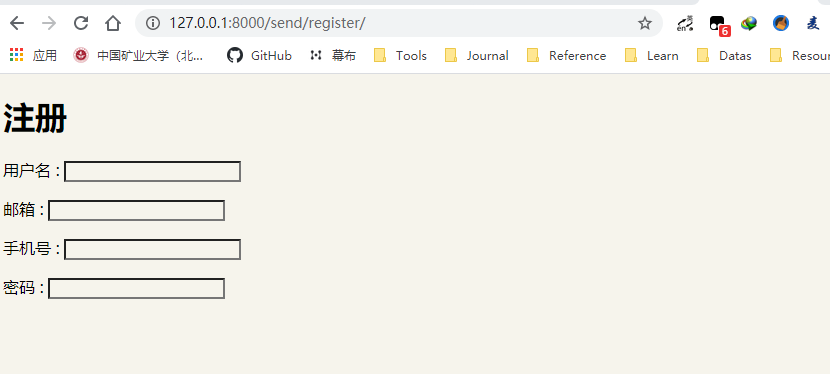 127.0.0.1:8000/send/register/
en
6
应用 中国矿业大学（北... GitHub 幕布 Tools Journal Reference Learn Datas Resour
注册
用户名 :
邮箱 :
手机号 :
密码 :